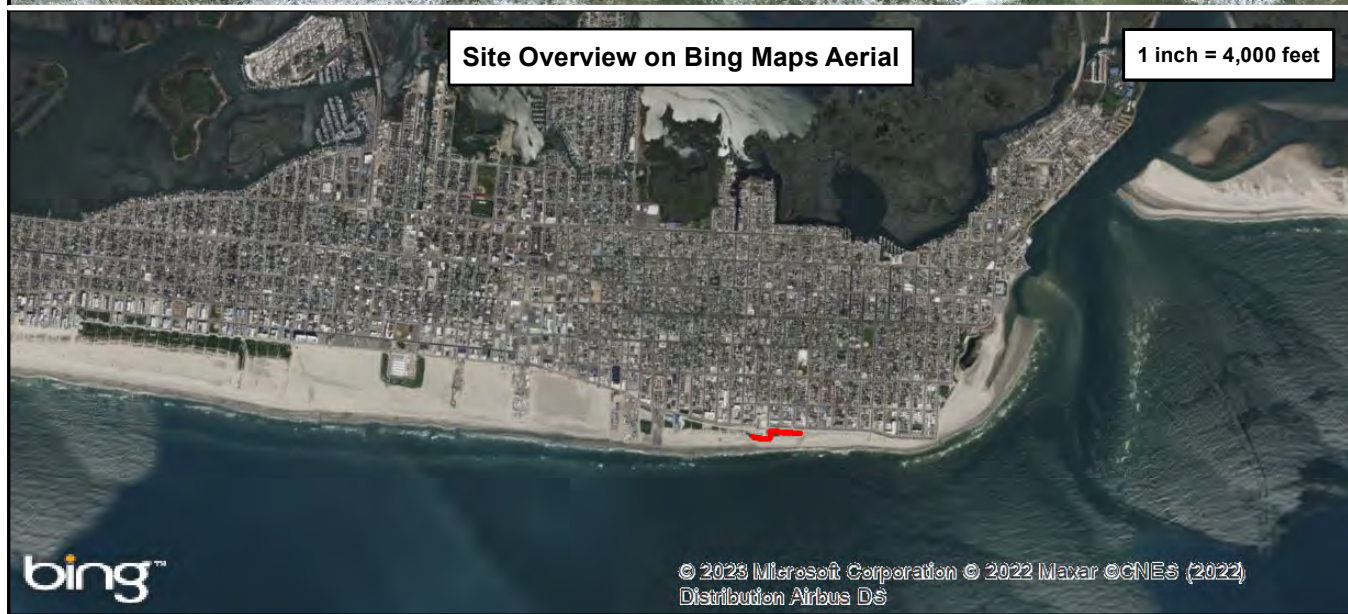 Site Overview on Bing Maps Aerial
1 inch = 4,000 feet
bing™
© 2023 Microsoft Corporation © 2022 Maxar ©CNES (2022)
Distribution Airbus DS